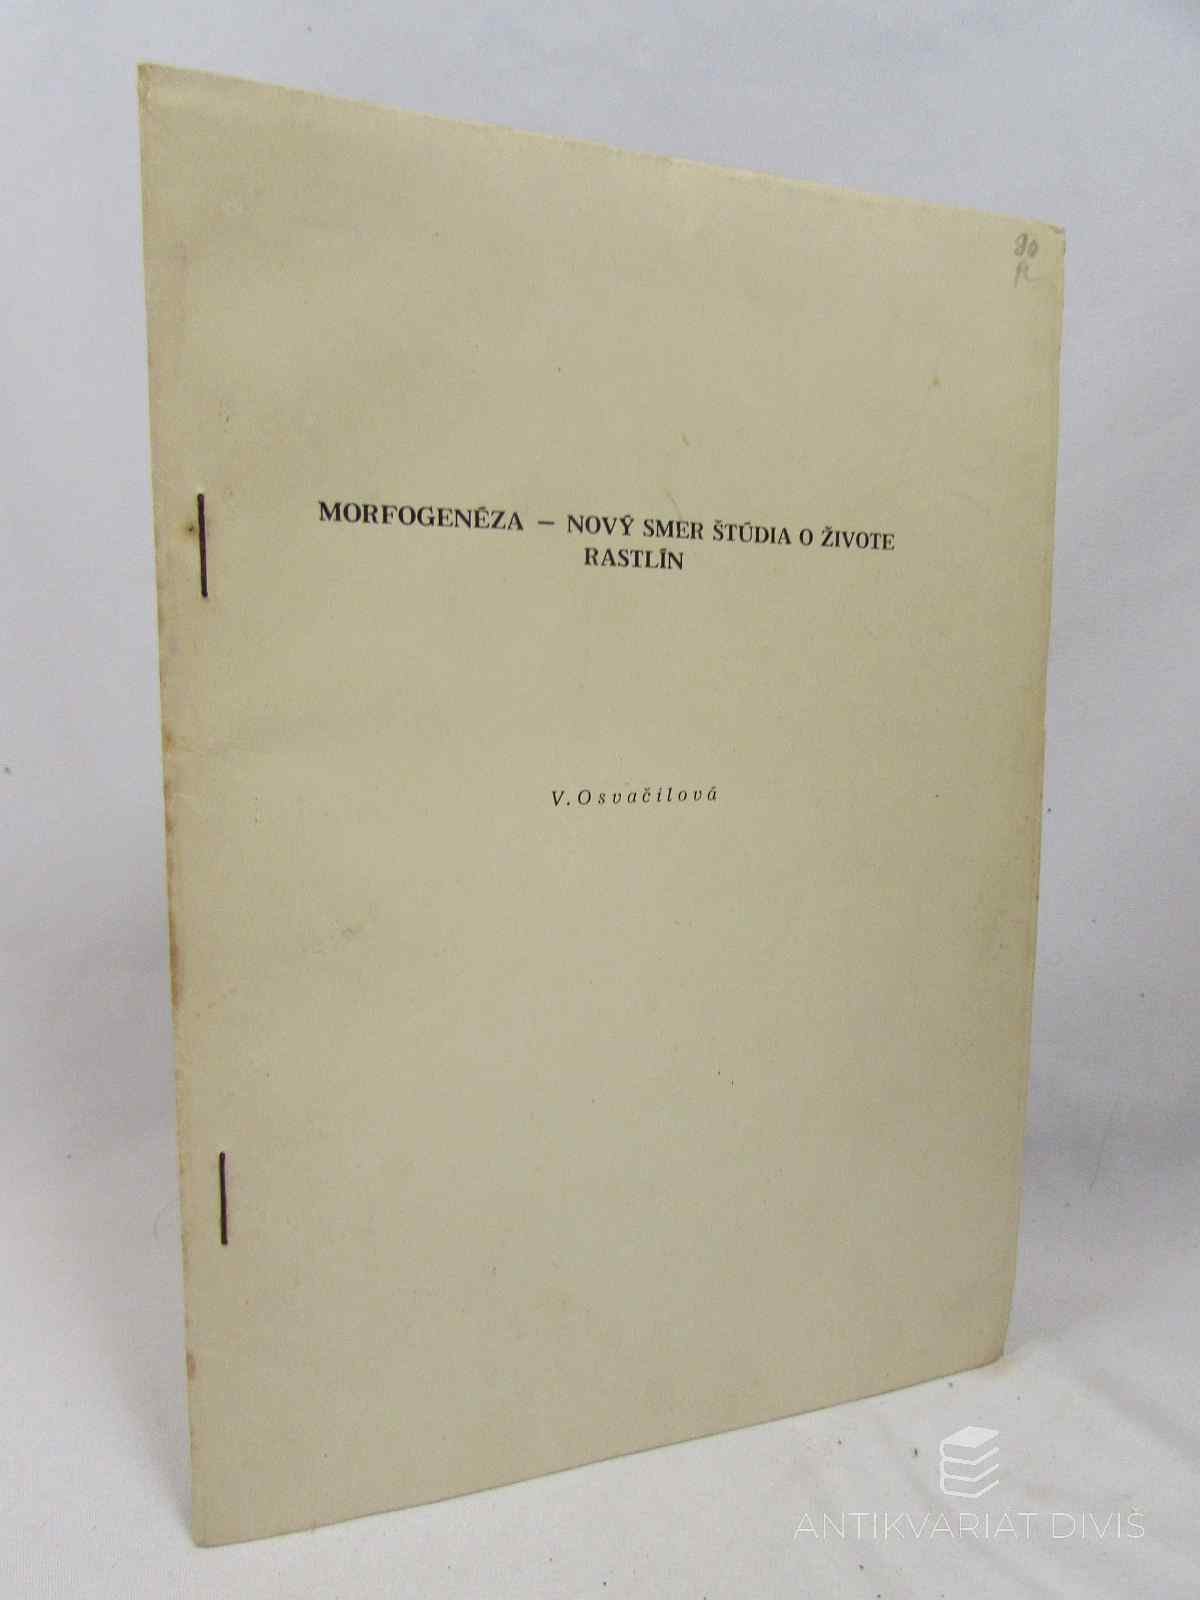 MORFOGENÉZA — NOVÝ SMER ŠTÚDIA O ŽIVOTE
RASTLÍN
V. Osvačilová
ANTIKVARIÁT DIVIŠ